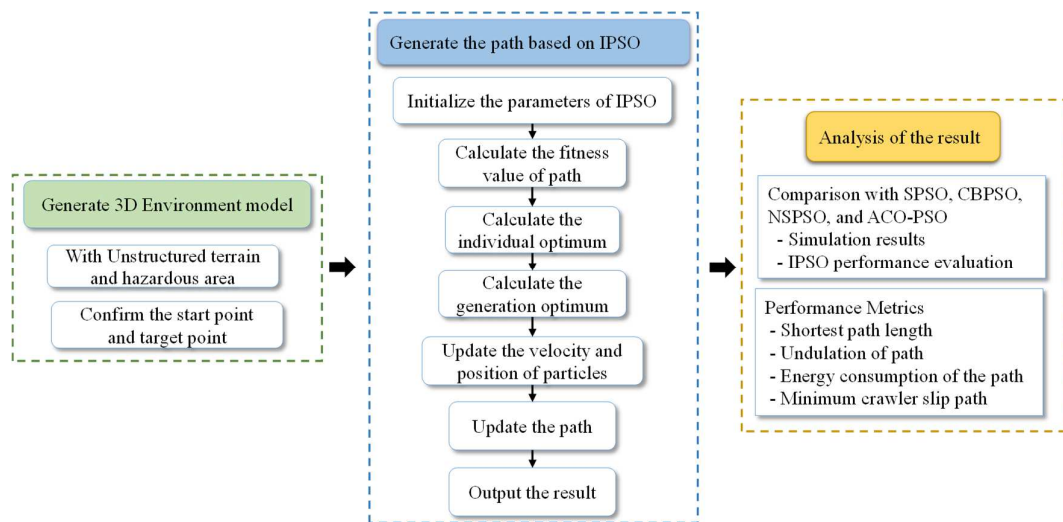 Generate 3D Environment model
With Unstructured terrain
and hazardous area
Confirm the start point
and target point
Generate the path based on IPSO
Initialize the parameters of IPSO
Calculate the fitness
value of path
Calculate the
individual optimum
Calculate the
generation optimum
Update the velocity and
position of particles
Update the path
Output the result
Analysis of the result
Comparison with SPSO, CBPSO,
NSPSO, and ACO-PSO
- Simulation results
- IPSO performance evaluation
Performance Metrics
- Shortest path length
- Undulation of path
- Energy consumption of the path
- Minimum crawler slip path